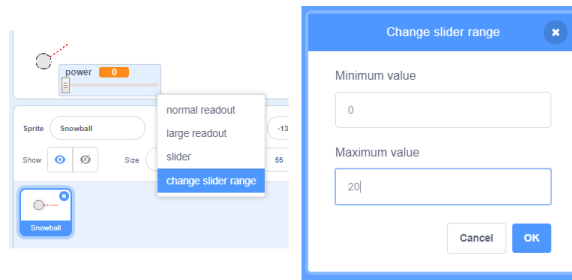 power 0
normal readout
large readout
slider
change slider range
Sprite Snowball -13
Show Size 55
Snowball
Change slider range
Minimum value
0
Maximum value
20
Cancel OK